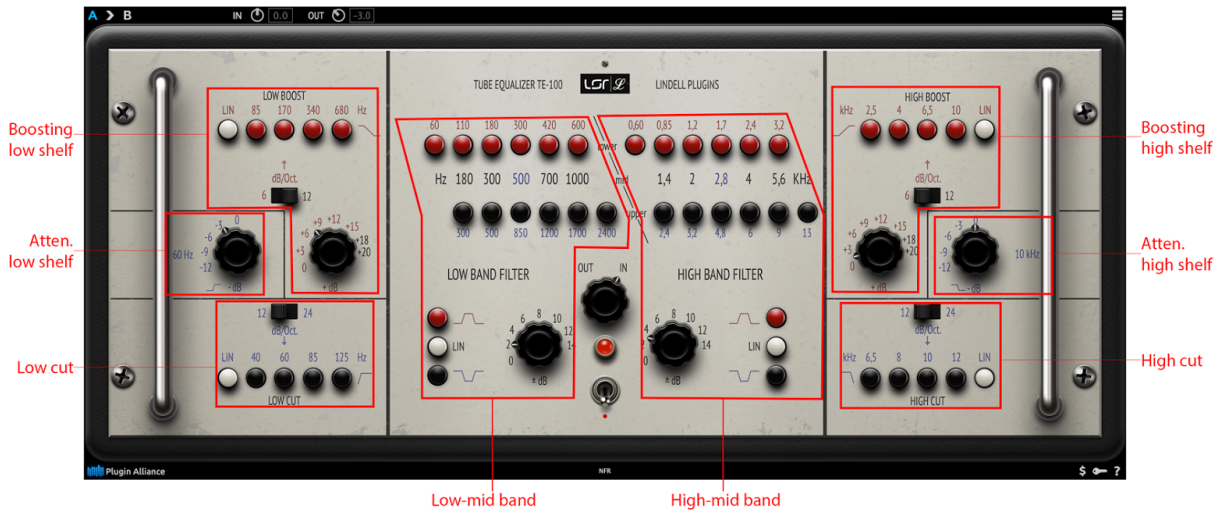 A > B IN 0.0 OUT -3.0
TUBE EQUALIZER TE-100 LINDELL PLUGINS
Boosting
low shelf
LOW BOOST
LIN 85 170 340 680 Hz
dB/Oct.
6 12
Atten.
low shelf
60 Hz
0
-3
-6
-9
-12
- dB
0 +3 +6 +9 +12 +15 +18 +20
+ dB
12 24
dB/Oct.
Low cut
LIN 40 60 85 125 Hz
LOW CUT
60 110 180 300 420 600
lower
Hz 180 300 500 700 1000
mid
upper
300 500 850 1200 1700 2400
LOW BAND FILTER
LIN
0 2 4 6 8 10 12 14
± dB
OUT IN
0,60 0,85 1,2 1,7 2,4 3,2
1,4 2 2,8 4 5,6 KHz
2,4 3,2 4,8 6 9 13
HIGH BAND FILTER
LIN
0 2 4 6 8 10 12 14
± dB
Boosting
high shelf
HIGH BOOST
kHz 2,5 4 6,5 10 LIN
dB/Oct.
6 12
0 +3 +6 +9 +12 +15 +18 +20
+ dB
Atten.
high shelf
10 kHz
0
-3
-6
-9
-12
- dB
12 24
dB/Oct.
High cut
kHz 6,5 8 10 12 LIN
HIGH CUT
Plugin Alliance NFR $ ?
Low-mid band High-mid band